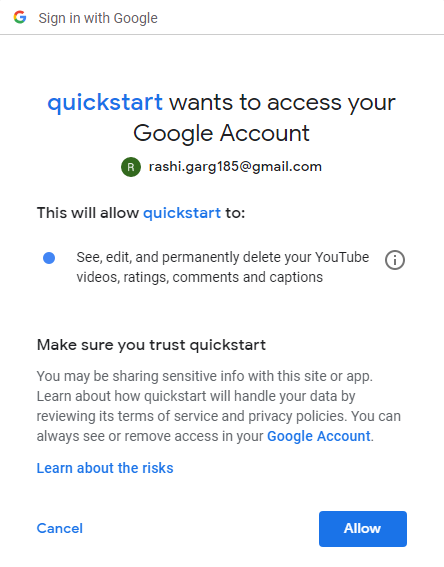 Sign in with Google
quickstart wants to access your
Google Account
R rashi.garg185@gmail.com
This will allow quickstart to:
See, edit, and permanently delete your YouTube
videos, ratings, comments and captions
Make sure you trust quickstart
You may be sharing sensitive info with this site or app.
Learn about how quickstart will handle your data by
reviewing its terms of service and privacy policies. You can
always see or remove access in your Google Account.
Learn about the risks
Cancel Allow